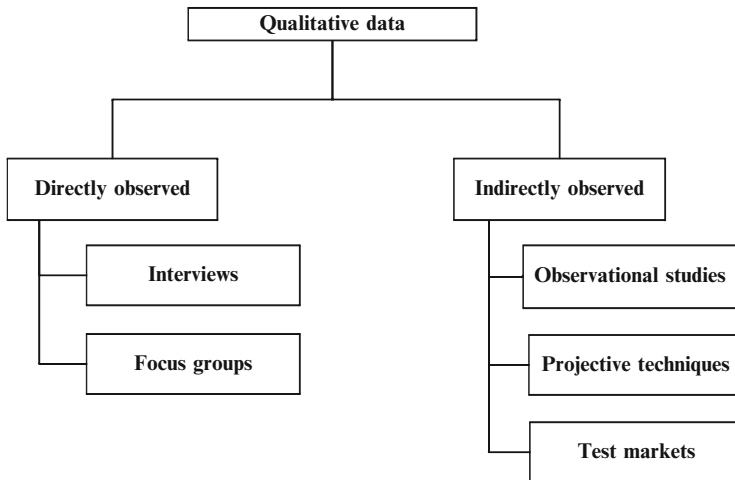 Qualitative data
Directly observed
Interviews
Focus groups
Indirectly observed
Observational studies
Projective techniques
Test markets